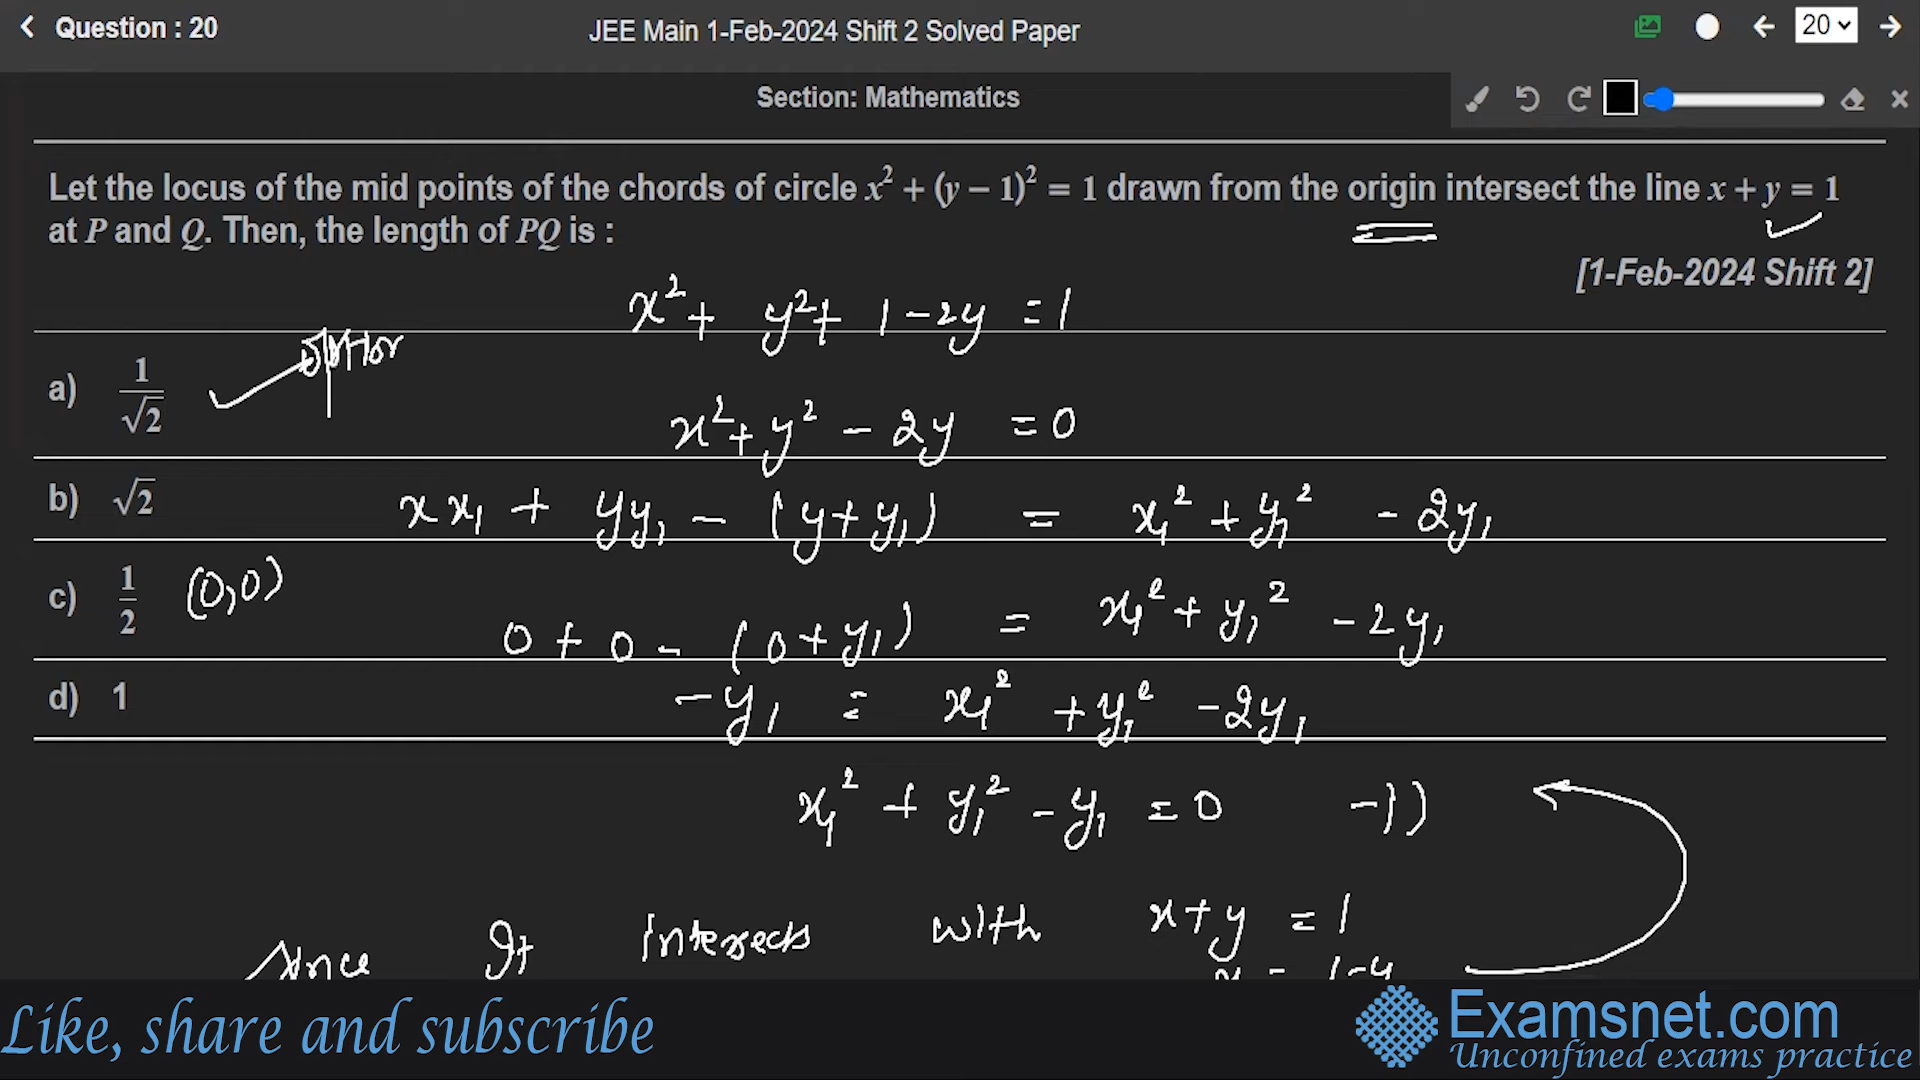 Question : 20
JEE Main 1-Feb-2024 Shift 2 Solved Paper
20
Section: Mathematics
Let the locus of the mid points of the chords of circle x² + (y − 1)² = 1 drawn from the origin intersect the line x + y = 1
at P and Q. Then, the length of PQ is :
[1-Feb-2024 Shift 2]
x² + y² + 1 − 2y = 1
a) 1/√2
x² + y² − 2y = 0
b) √2
xx₁ + yy₁ − (y + y₁) = x₁² + y₁² − 2y₁
c) 1/2 (0,0)
0 + 0 − (0 + y₁) = x₁² + y₁² − 2y₁
d) 1
−y₁ = x₁² + y₁² − 2y₁
x₁² + y₁² − y₁ = 0 −1)
Since It intersects with x + y = 1
x = 1−y
Like, share and subscribe
Examsnet.com
Unconfined exams practice